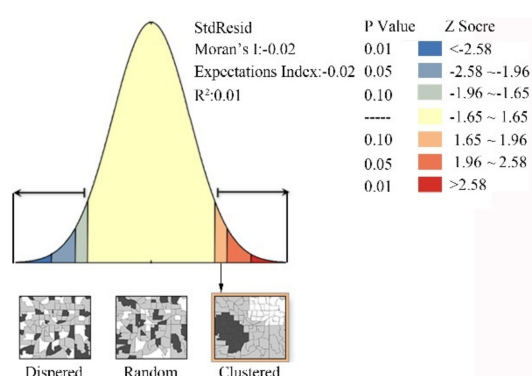 StdResid
Moran's I:-0.02
Expectations Index:-0.02
R²:0.01
P Value Z Socre
0.01 <-2.58
0.05 -2.58 ~-1.96
0.10 -1.96~-1.65
----- -1.65 ~ 1.65
0.10 1.65 ~ 1.96
0.05 1.96 ~ 2.58
0.01 >2.58
Dispered Random Clustered